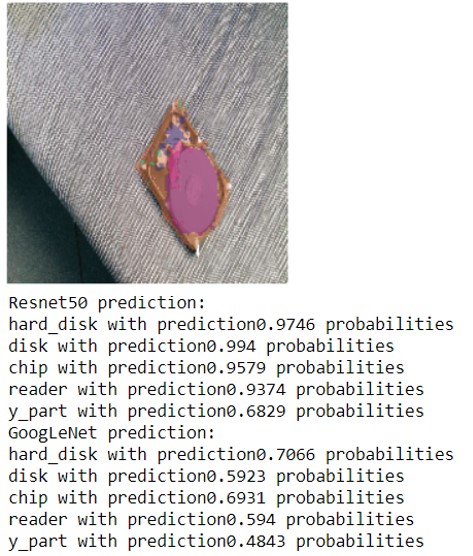 Resnet50 prediction:
hard_disk with prediction0.9746 probabilities
disk with prediction0.994 probabilities
chip with prediction0.9579 probabilities
reader with prediction0.9374 probabilities
y_part with prediction0.6829 probabilities
GoogLeNet prediction:
hard_disk with prediction0.7066 probabilities
disk with prediction0.5923 probabilities
chip with prediction0.6931 probabilities
reader with prediction0.594 probabilities
y_part with prediction0.4843 probabilities